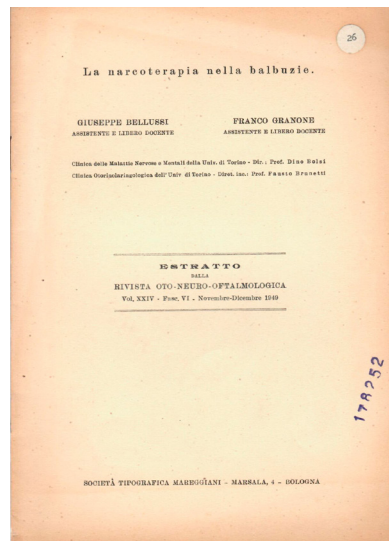 26
La narcoterapia nella balbuzie.
GIUSEPPE BELLUSSI
ASSISTENTE E LIBERO DOCENTE
FRANCO GRANONE
ASSISTENTE E LIBERO DOCENTE
Clinica delle Malattie Nervose e Mentali della Univ. di Torino - Dir.: Prof. Dino Bolsi
Clinica Otorinolaringologica dell'Univ di Torino - Diret. inc.: Prof. Fausto Brunetti
ESTRATTO
DALLA
RIVISTA OTO-NEURO-OFTALMOLOGICA
Vol. XXIV - Fasc. VI - Novembre-Dicembre 1949
178252
SOCIETÀ TIPOGRAFICA MAREGGIANI - MARSALA, 4 - BOLOGNA